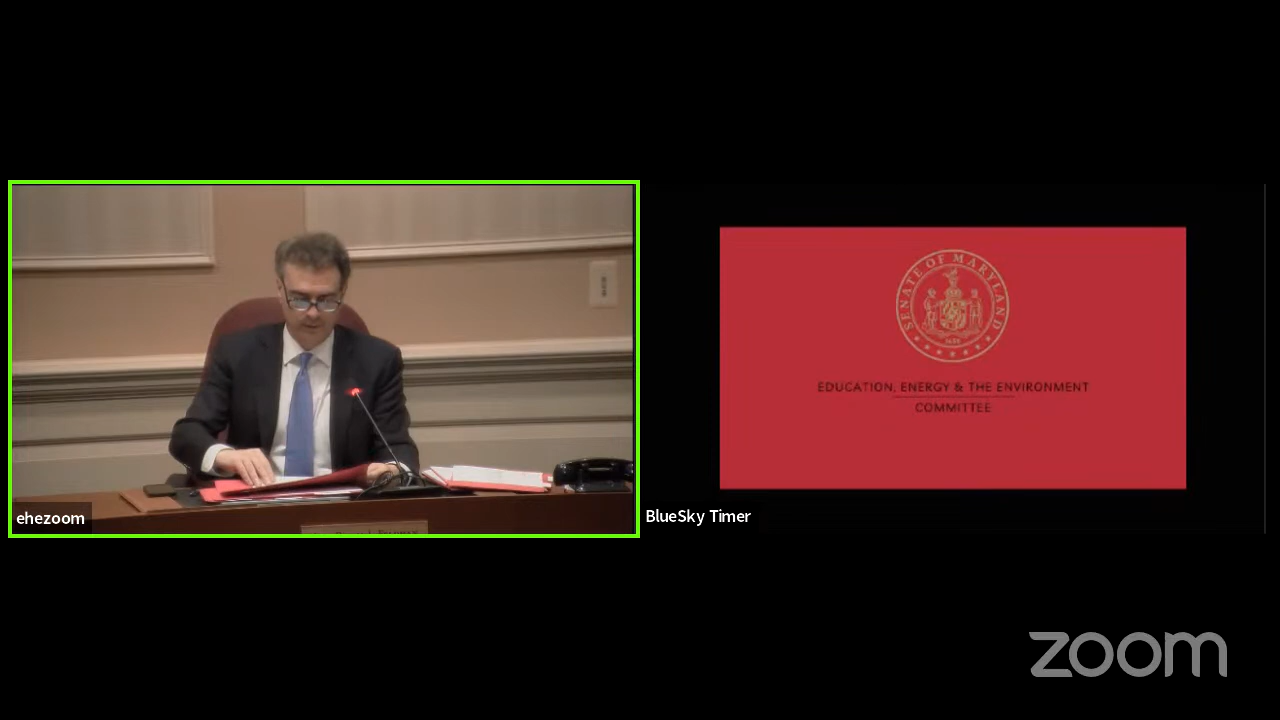 SENATE OF MARYLAND
EDUCATION, ENERGY & THE ENVIRONMENT
COMMITTEE
ehezoom
BlueSky Timer
zoom